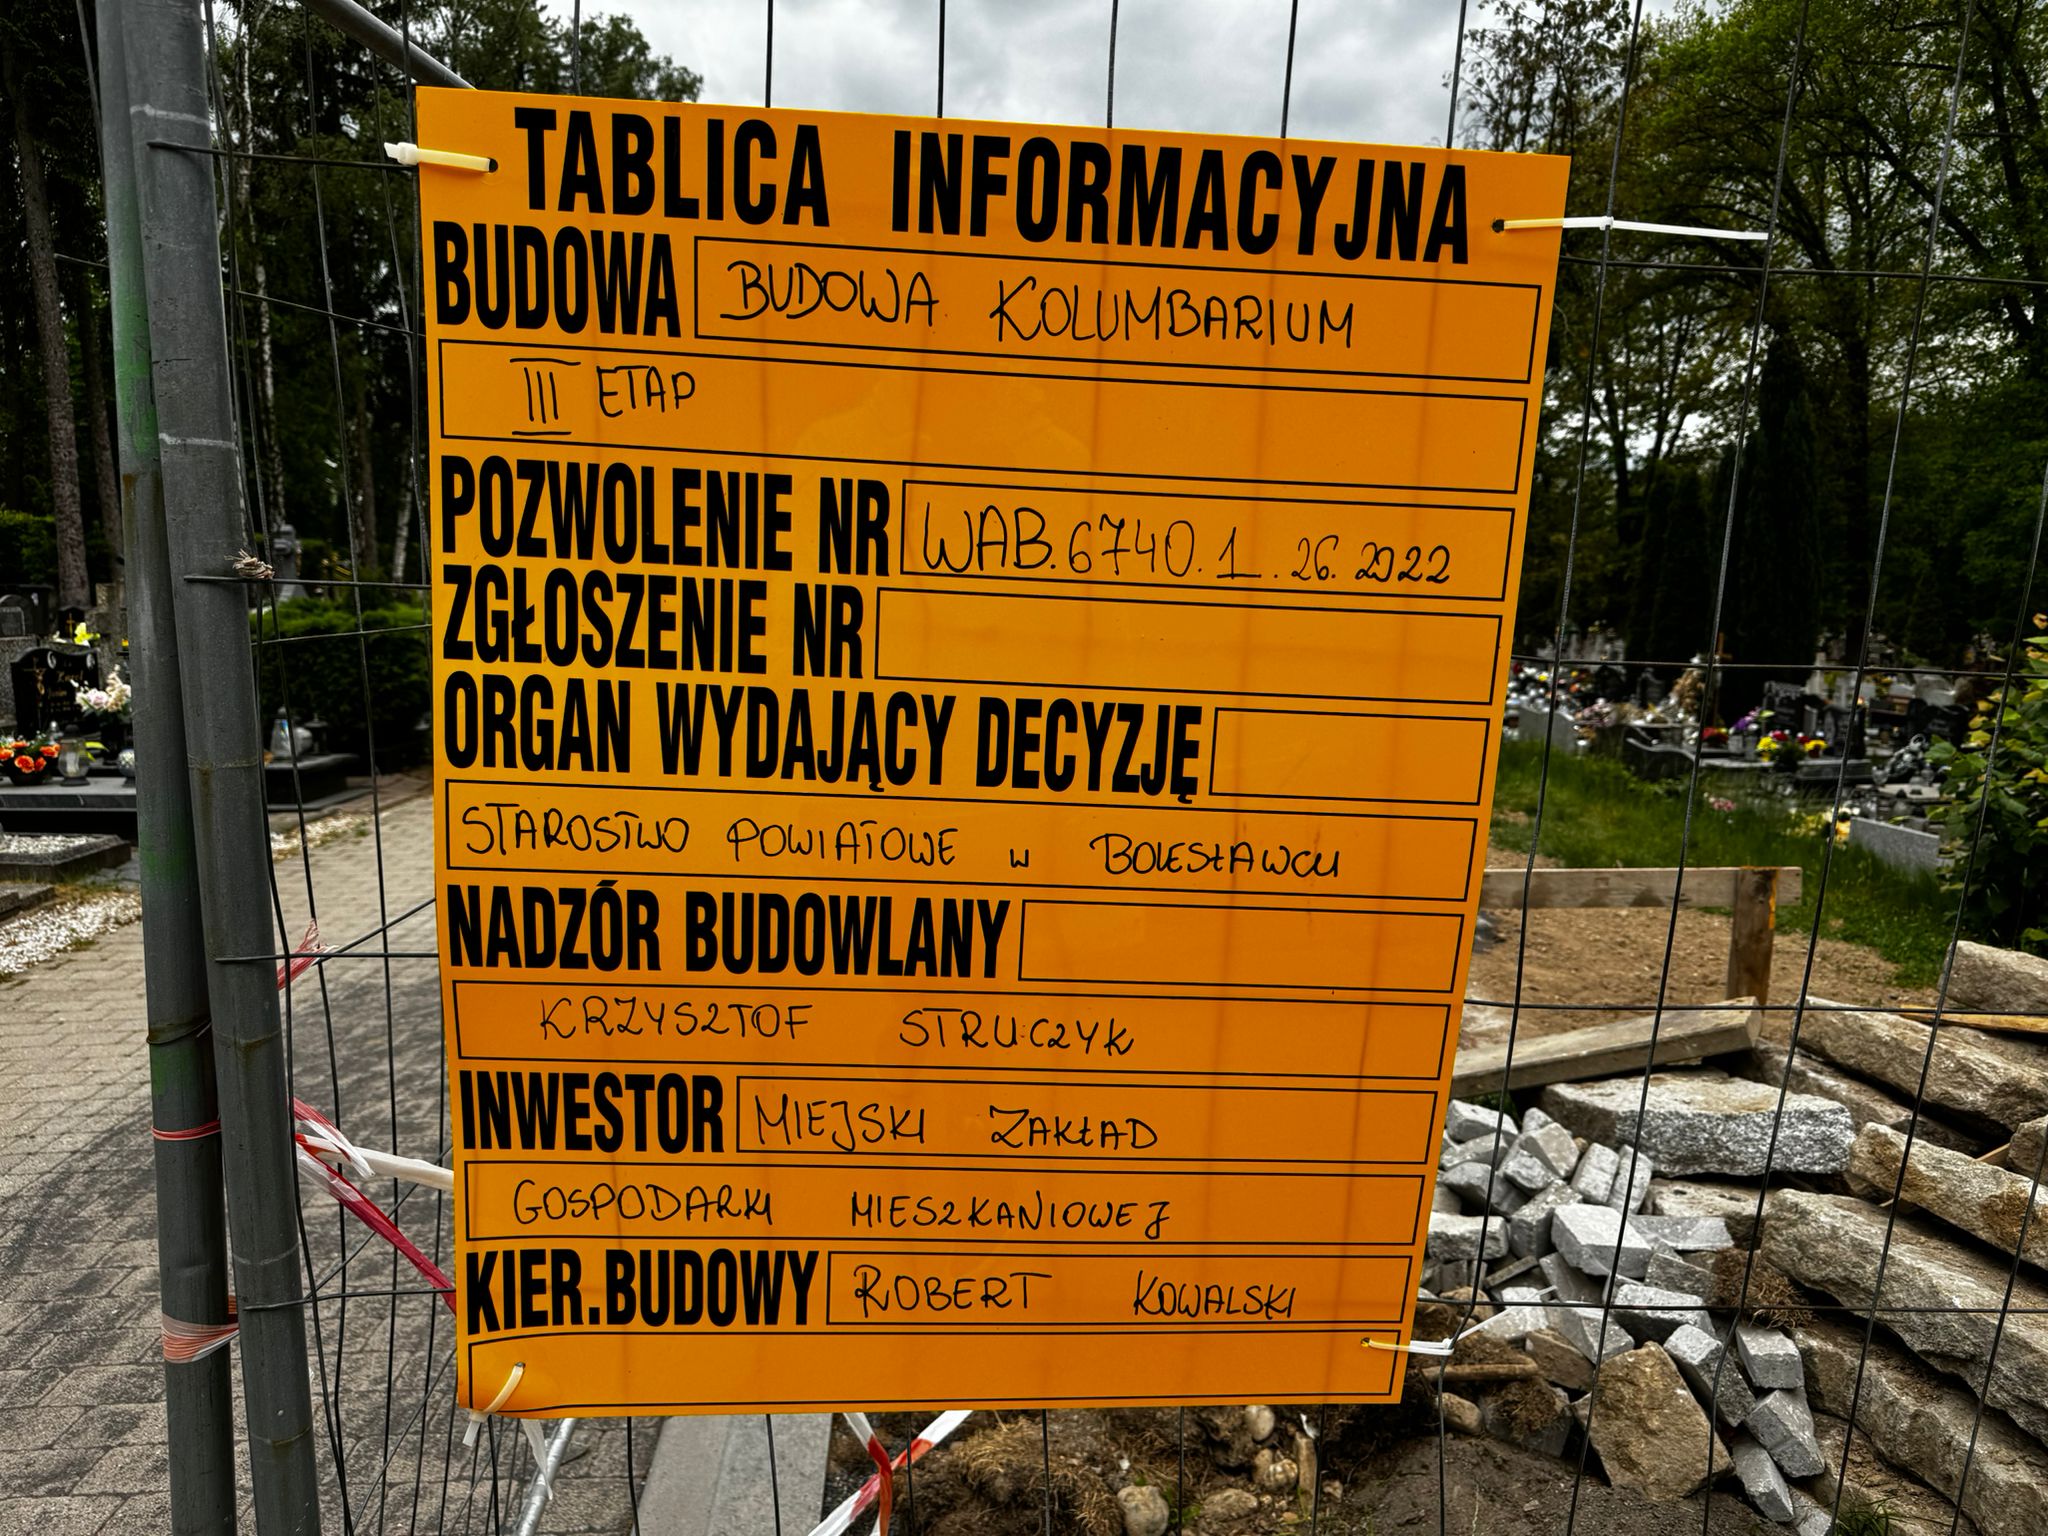 TABLICA INFORMACYJNA
BUDOWA BUDOWA KOLUMBARIUM
III ETAP
POZWOLENIE NR WAB.6740.1.26.2022
ZGŁOSZENIE NR
ORGAN WYDAJĄCY DECYZJĘ
STAROSTWO POWIATOWE W BOLESŁAWCU
NADZÓR BUDOWLANY
KRZYSZTOF STRUCZYK
INWESTOR MIEJSKI ZAKŁAD
GOSPODARKI MIESZKANIOWEJ
KIER.BUDOWY ROBERT KOWALSKI